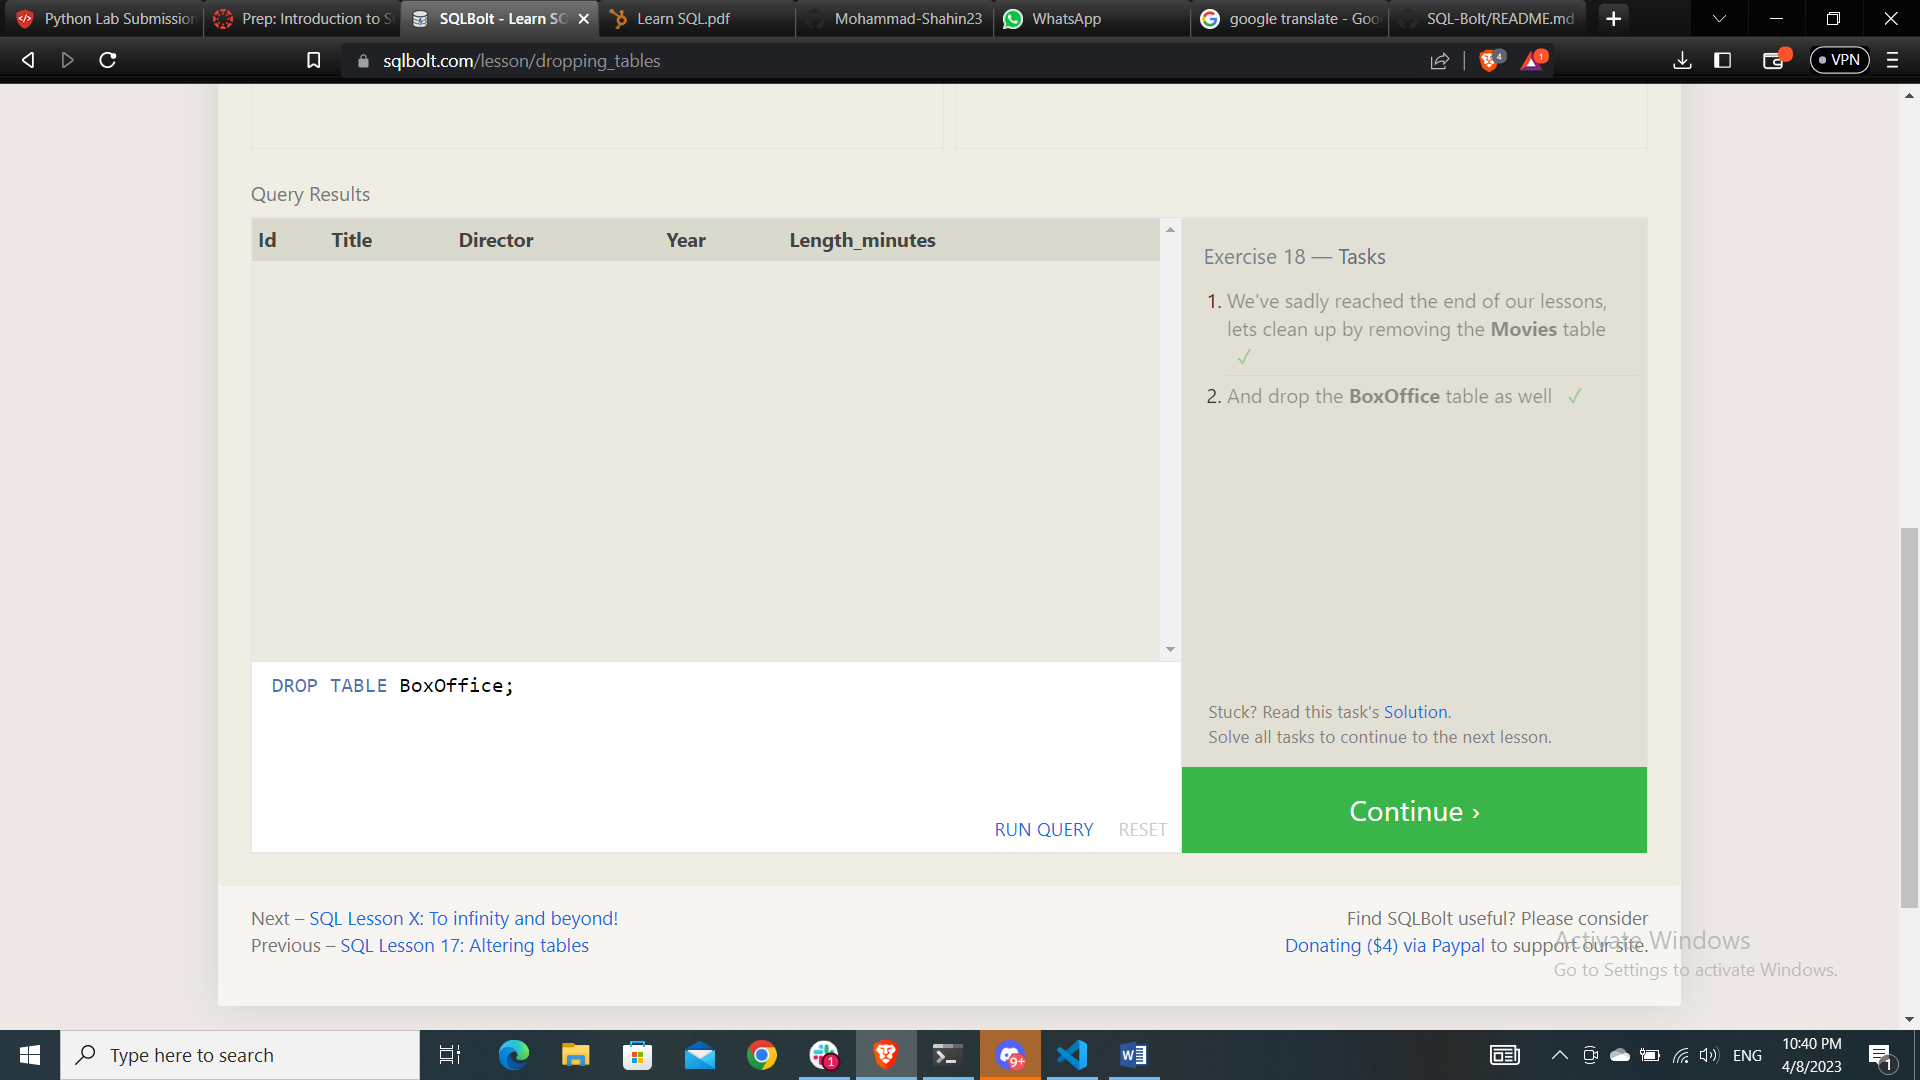 Python Lab Submission
Prep: Introduction to S
SQLBolt - Learn SQ
Learn SQL.pdf
Mohammad-Shahin23
WhatsApp
google translate - Goo
SQL-Bolt/README.md
sqlbolt.com/lesson/dropping_tables
4
1
VPN
Query Results
Id Title Director Year Length_minutes
Exercise 18 — Tasks
1. We've sadly reached the end of our lessons,
lets clean up by removing the Movies table
✓
2. And drop the BoxOffice table as well ✓
DROP TABLE BoxOffice;
RUN QUERY RESET
Stuck? Read this task's Solution.
Solve all tasks to continue to the next lesson.
Continue ›
Next – SQL Lesson X: To infinity and beyond!
Previous – SQL Lesson 17: Altering tables
Find SQLBolt useful? Please consider
Donating ($4) via Paypal to support our site.
Activate Windows
Go to Settings to activate Windows.
Type here to search
1
9+
ENG
10:40 PM
4/8/2023
1